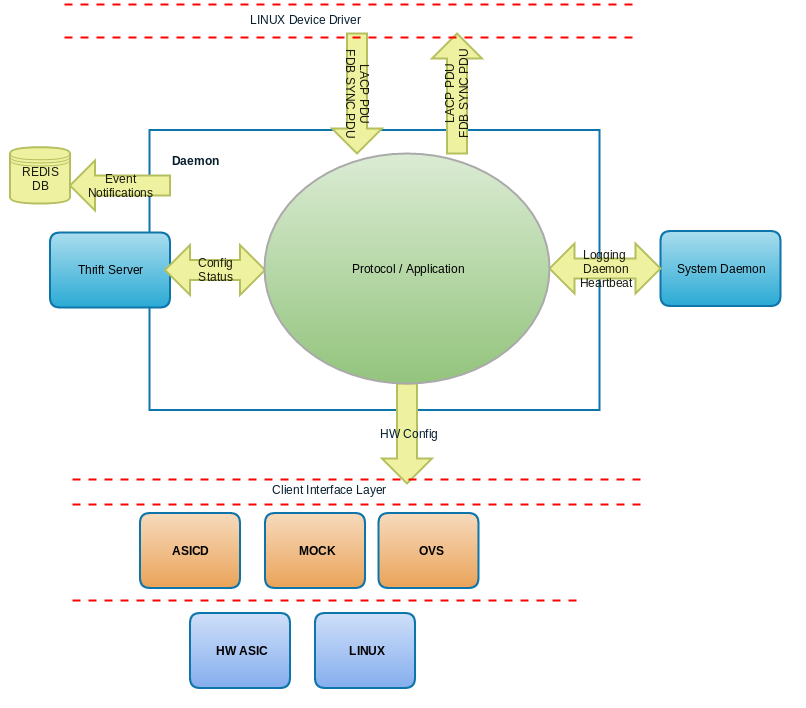 LINUX Device Driver
LACP PDU
FDB SYNC PDU
LACP PDU
FDB SYNC PDU
Daemon
REDIS
DB
Event
Notifications
Thrift Server
Config
Status
Protocol / Application
Logging
Daemon
Heartbeat
System Daemon
HW Config
Client Interface Layer
ASICD
MOCK
OVS
HW ASIC
LINUX